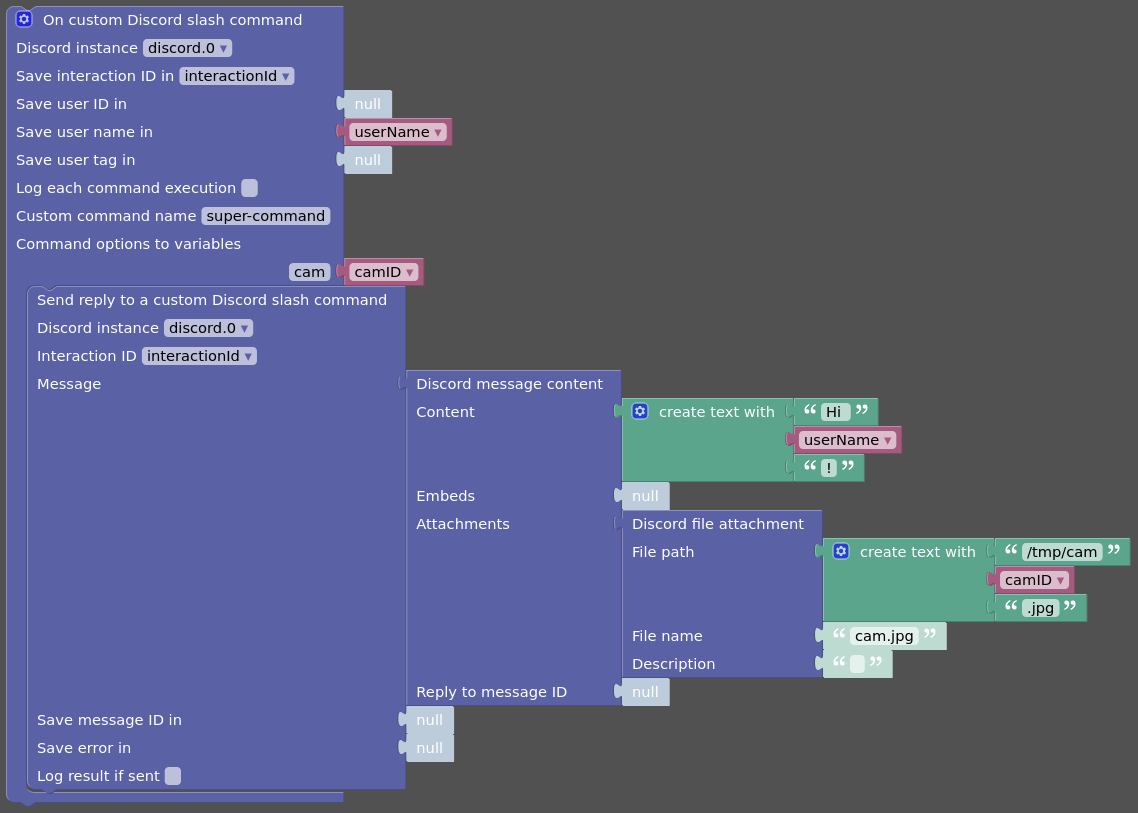 On custom Discord slash command
Discord instance discord.0 ▾
Save interaction ID in interactionId ▾
Save user ID in null
Save user name in userName ▾
Save user tag in null
Log each command execution
Custom command name super-command
Command options to variables
cam camID ▾
Send reply to a custom Discord slash command
Discord instance discord.0 ▾
Interaction ID interactionId ▾
Message Discord message content
Content create text with “ Hi ”
userName ▾
“ ! ”
Embeds null
Attachments Discord file attachment
File path create text with “ /tmp/cam ”
camID ▾
“ .jpg ”
File name “ cam.jpg ”
Description “ ”
Reply to message ID null
Save message ID in null
Save error in null
Log result if sent